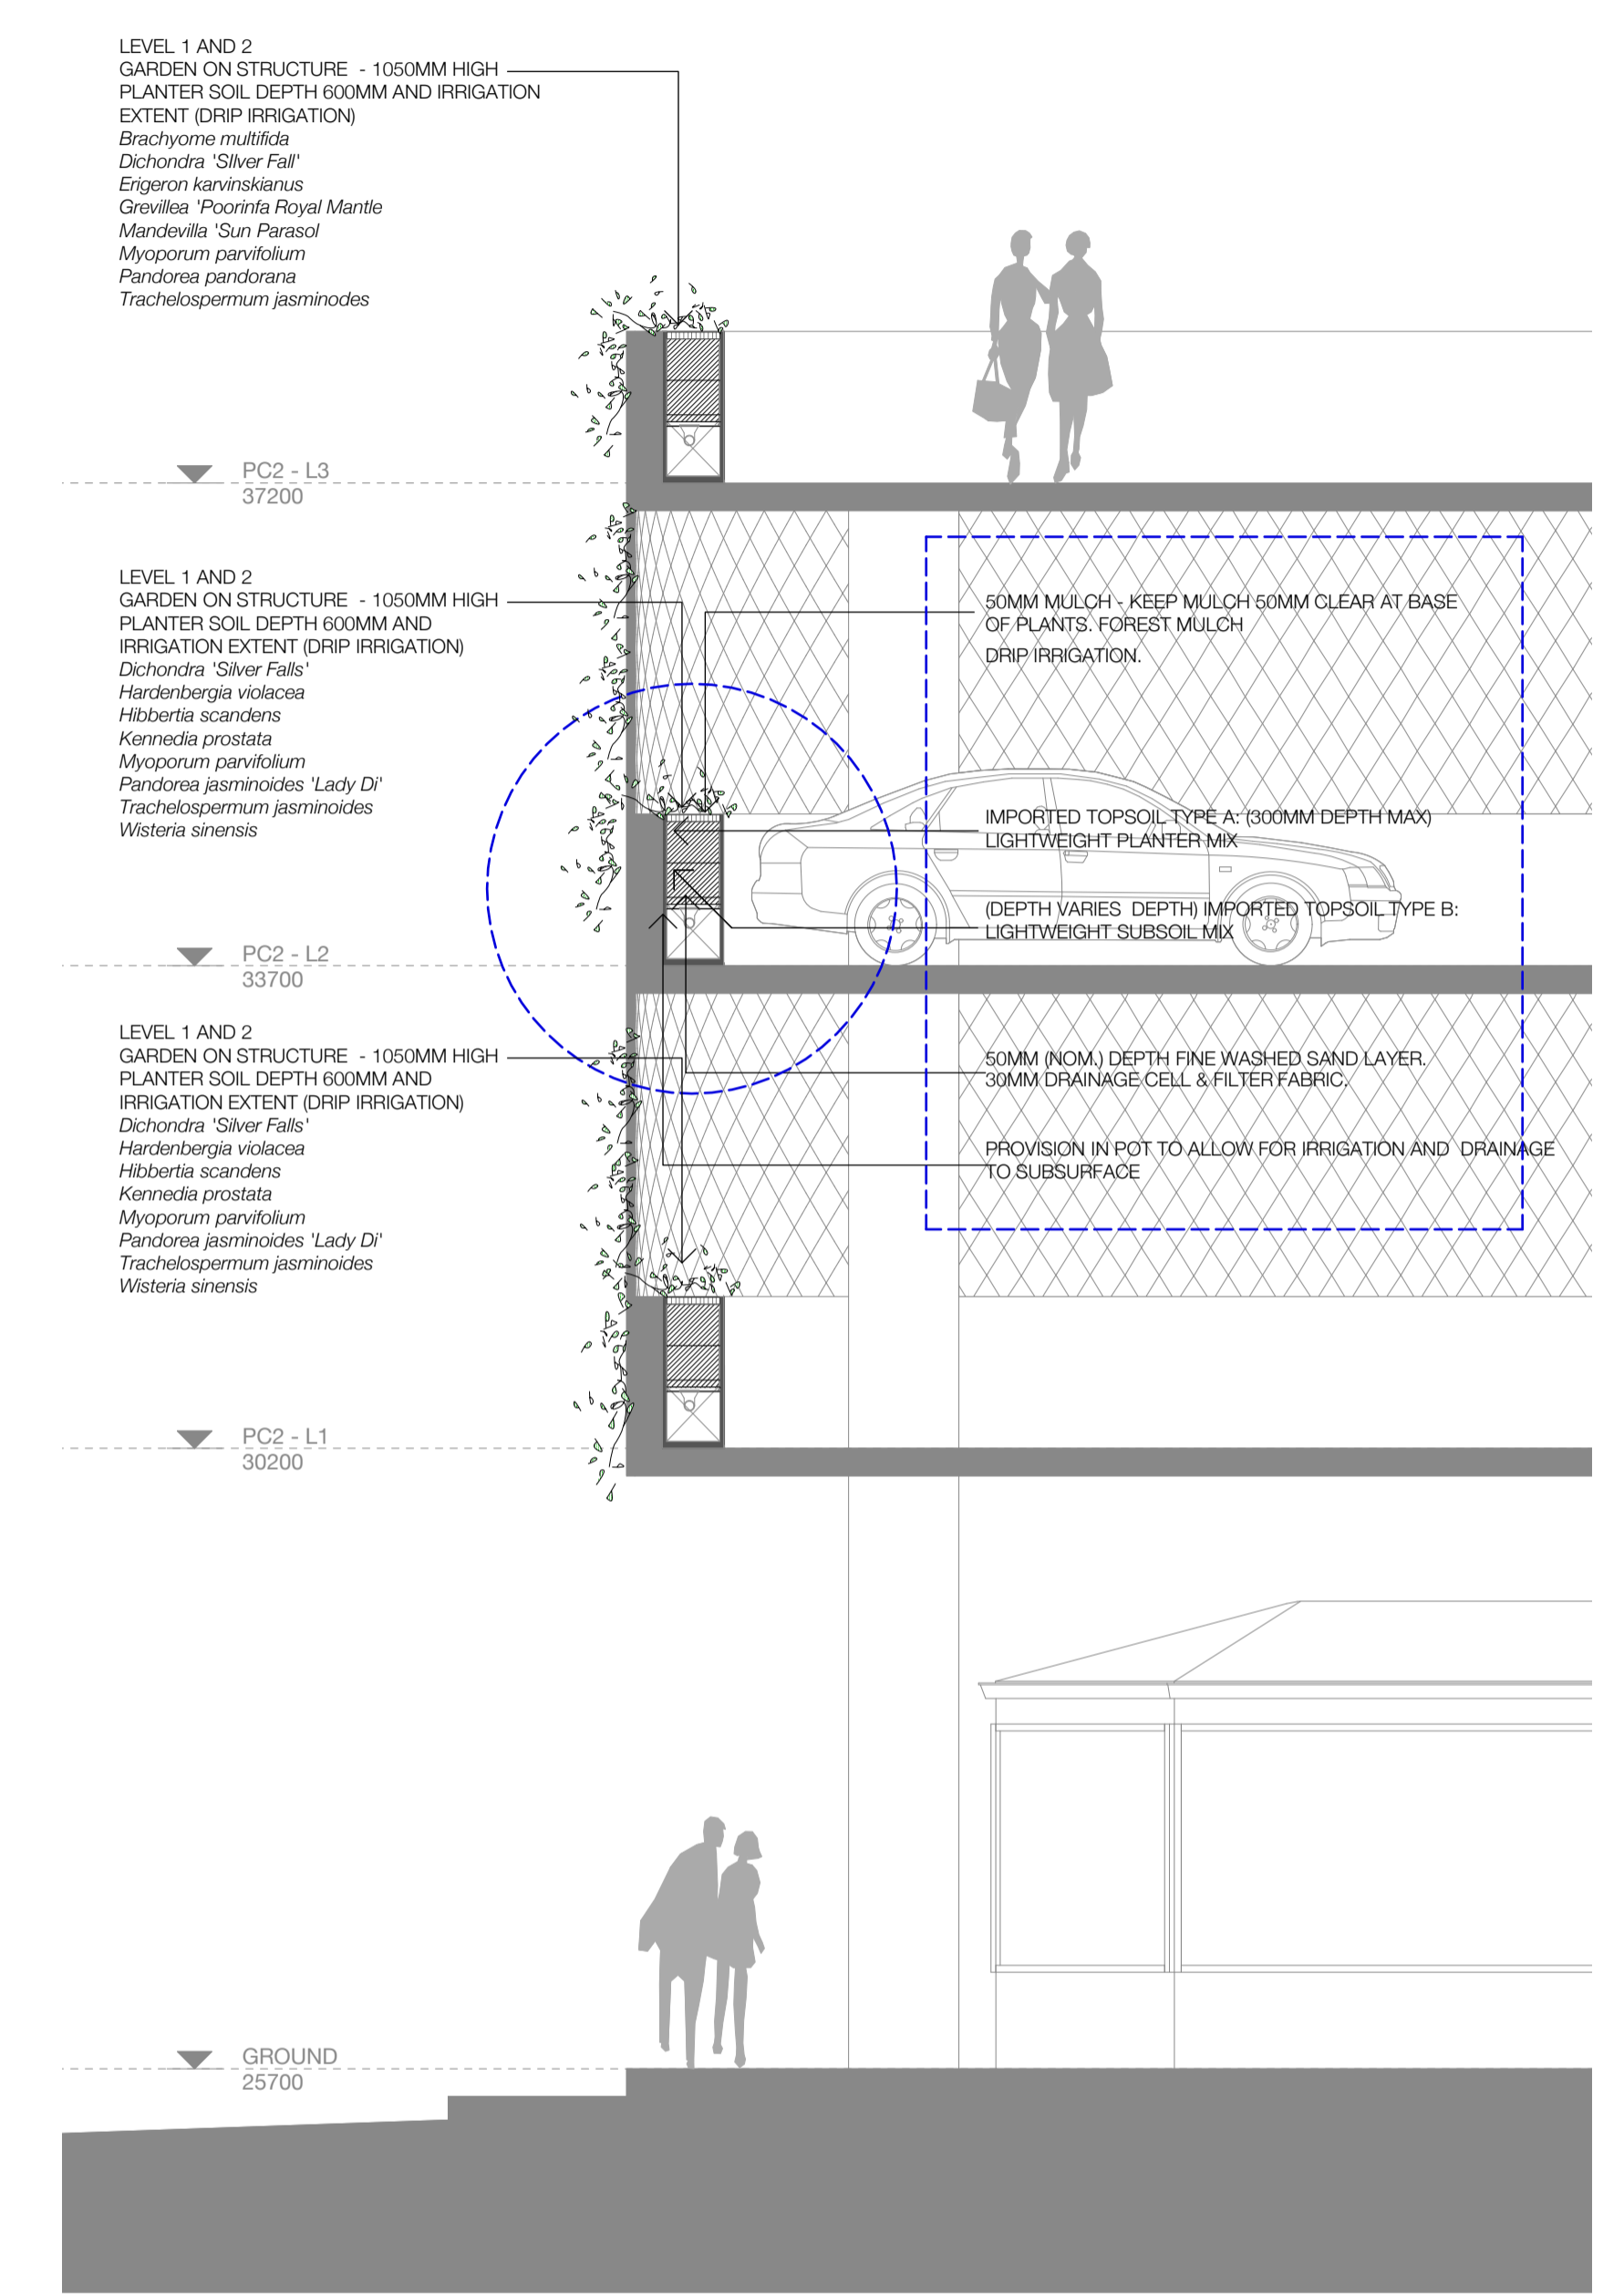 LEVEL 1 AND 2
GARDEN ON STRUCTURE - 1050MM HIGH
PLANTER SOIL DEPTH 600MM AND IRRIGATION
EXTENT (DRIP IRRIGATION)
Brachyome multifida
Dichondra 'SIlver Fall'
Erigeron karvinskianus
Grevillea 'Poorinfa Royal Mantle
Mandevilla 'Sun Parasol
Myoporum parvifolium
Pandorea pandorana
Trachelospermum jasminodes
PC2 - L3
37200
LEVEL 1 AND 2
GARDEN ON STRUCTURE - 1050MM HIGH
PLANTER SOIL DEPTH 600MM AND
IRRIGATION EXTENT (DRIP IRRIGATION)
Dichondra 'Silver Falls'
Hardenbergia violacea
Hibbertia scandens
Kennedia prostata
Myoporum parvifolium
Pandorea jasminoides 'Lady Di'
Trachelospermum jasminoides
Wisteria sinensis
50MM MULCH - KEEP MULCH 50MM CLEAR AT BASE
OF PLANTS. FOREST MULCH
DRIP IRRIGATION.
IMPORTED TOPSOIL TYPE A: (300MM DEPTH MAX)
LIGHTWEIGHT PLANTER MIX
(DEPTH VARIES DEPTH) IMPORTED TOPSOIL TYPE B:
LIGHTWEIGHT SUBSOIL MIX
PC2 - L2
33700
LEVEL 1 AND 2
GARDEN ON STRUCTURE - 1050MM HIGH
PLANTER SOIL DEPTH 600MM AND
IRRIGATION EXTENT (DRIP IRRIGATION)
Dichondra 'Silver Falls'
Hardenbergia violacea
Hibbertia scandens
Kennedia prostata
Myoporum parvifolium
Pandorea jasminoides 'Lady Di'
Trachelospermum jasminoides
Wisteria sinensis
50MM (NOM.) DEPTH FINE WASHED SAND LAYER.
30MM DRAINAGE CELL & FILTER FABRIC.
PROVISION IN POT TO ALLOW FOR IRRIGATION AND DRAINAGE
TO SUBSURFACE
PC2 - L1
30200
GROUND
25700